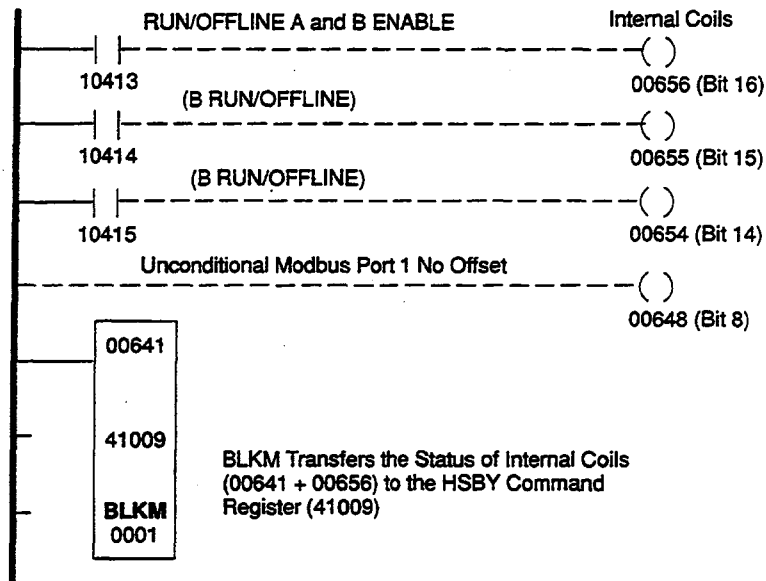 RUN/OFFLINE A and B ENABLE
Internal Coils
10413
00656 (Bit 16)
(B RUN/OFFLINE)
10414
00655 (Bit 15)
(B RUN/OFFLINE)
10415
00654 (Bit 14)
Unconditional Modbus Port 1 No Offset
00648 (Bit 8)
00641
41009
BLKM
0001
BLKM Transfers the Status of Internal Coils
(00641 + 00656) to the HSBY Command
Register (41009)